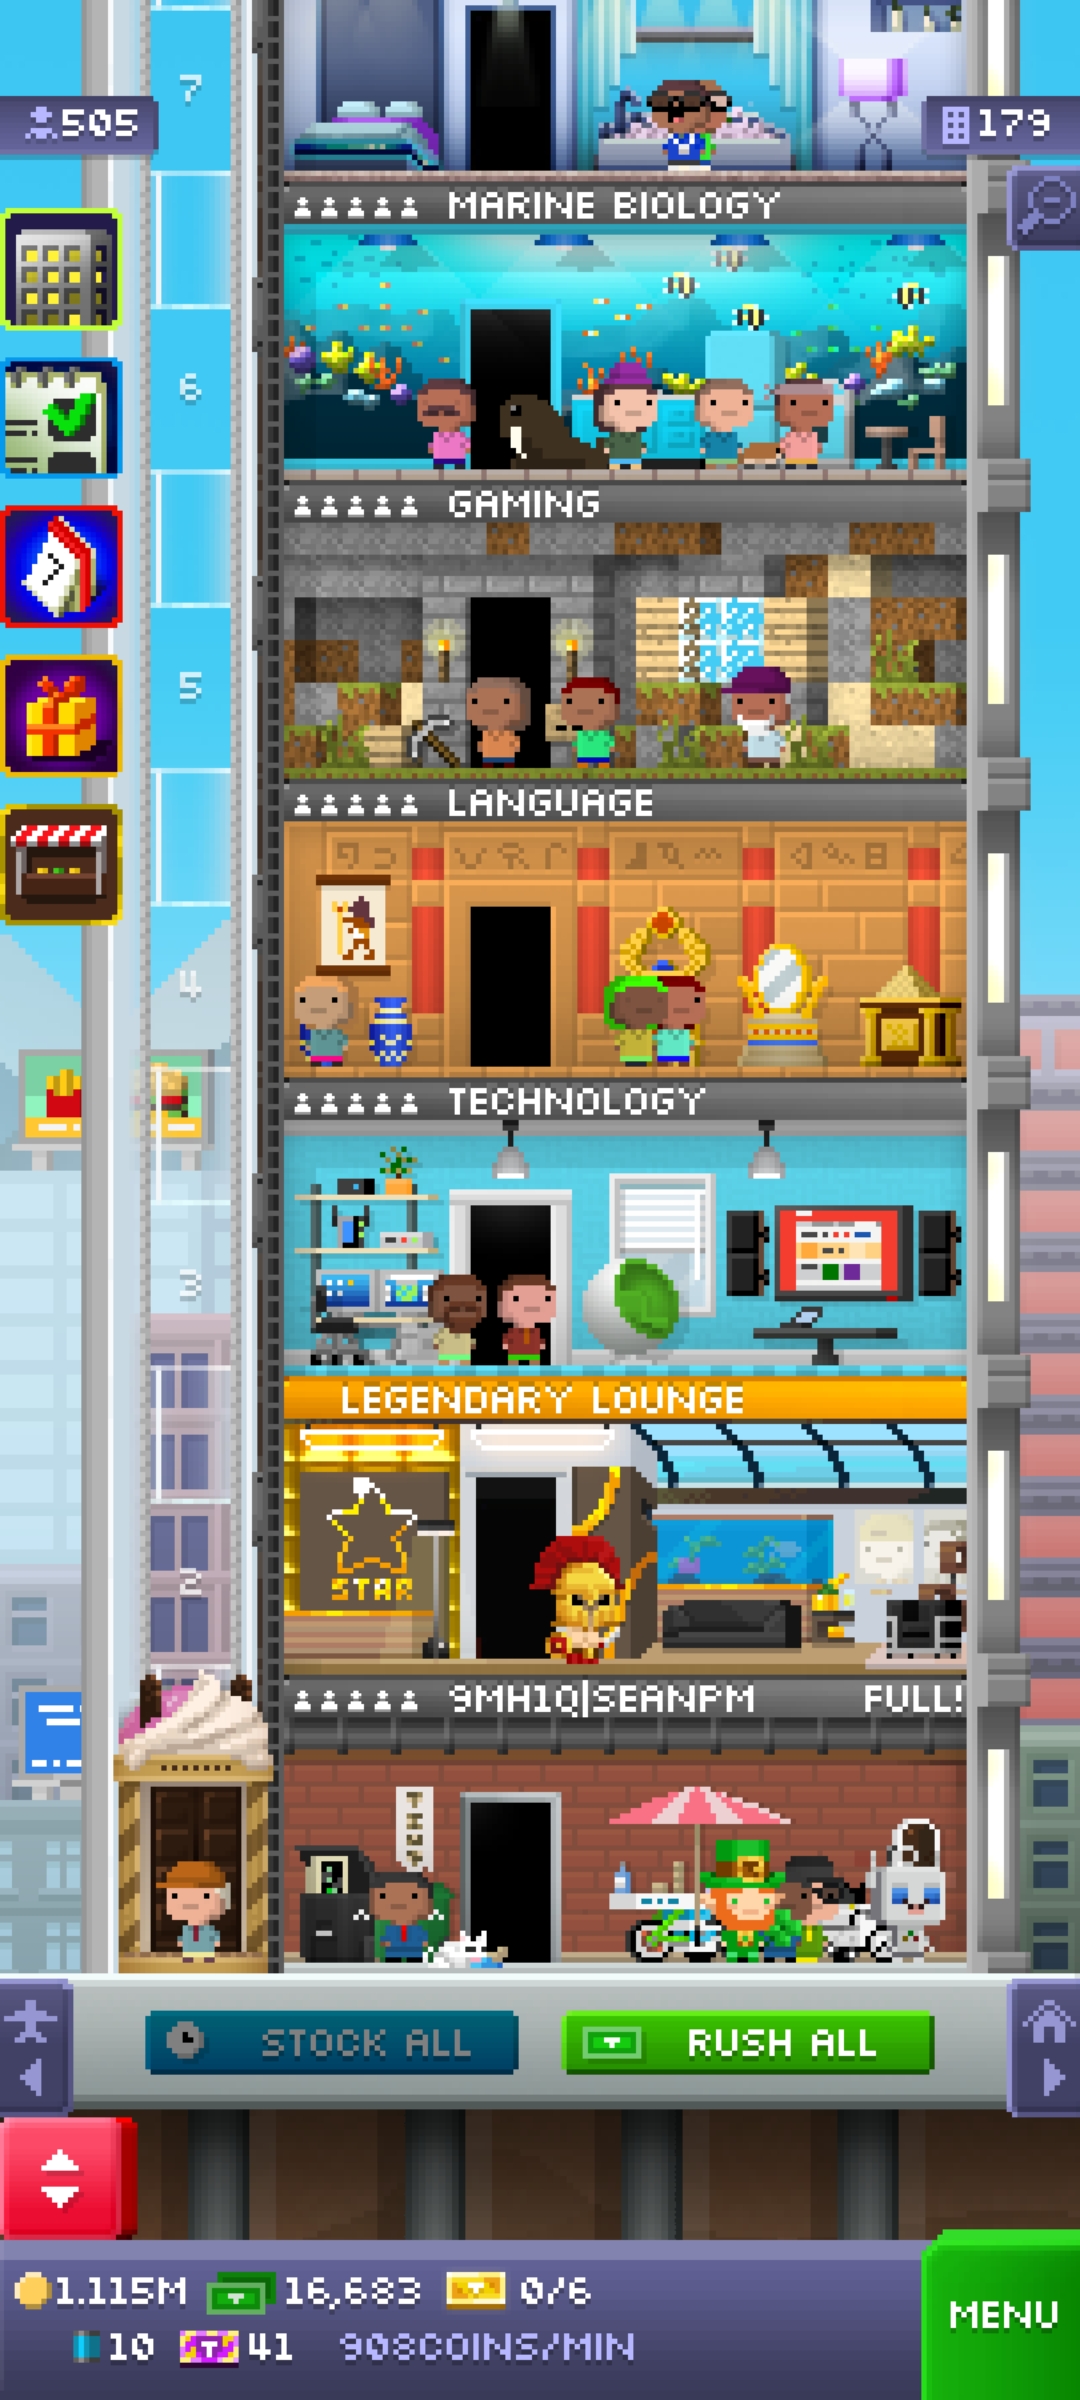 7
505
179
MARINE BIOLOGY
6
GAMING
5
LANGUAGE
4
TECHNOLOGY
3
LEGENDARY LOUNGE
STAR
2
9MH1Q|SEANPM FULL!
STOCK ALL
RUSH ALL
1.115M 16,683 0/6
10 41 908COINS/MIN
MENU